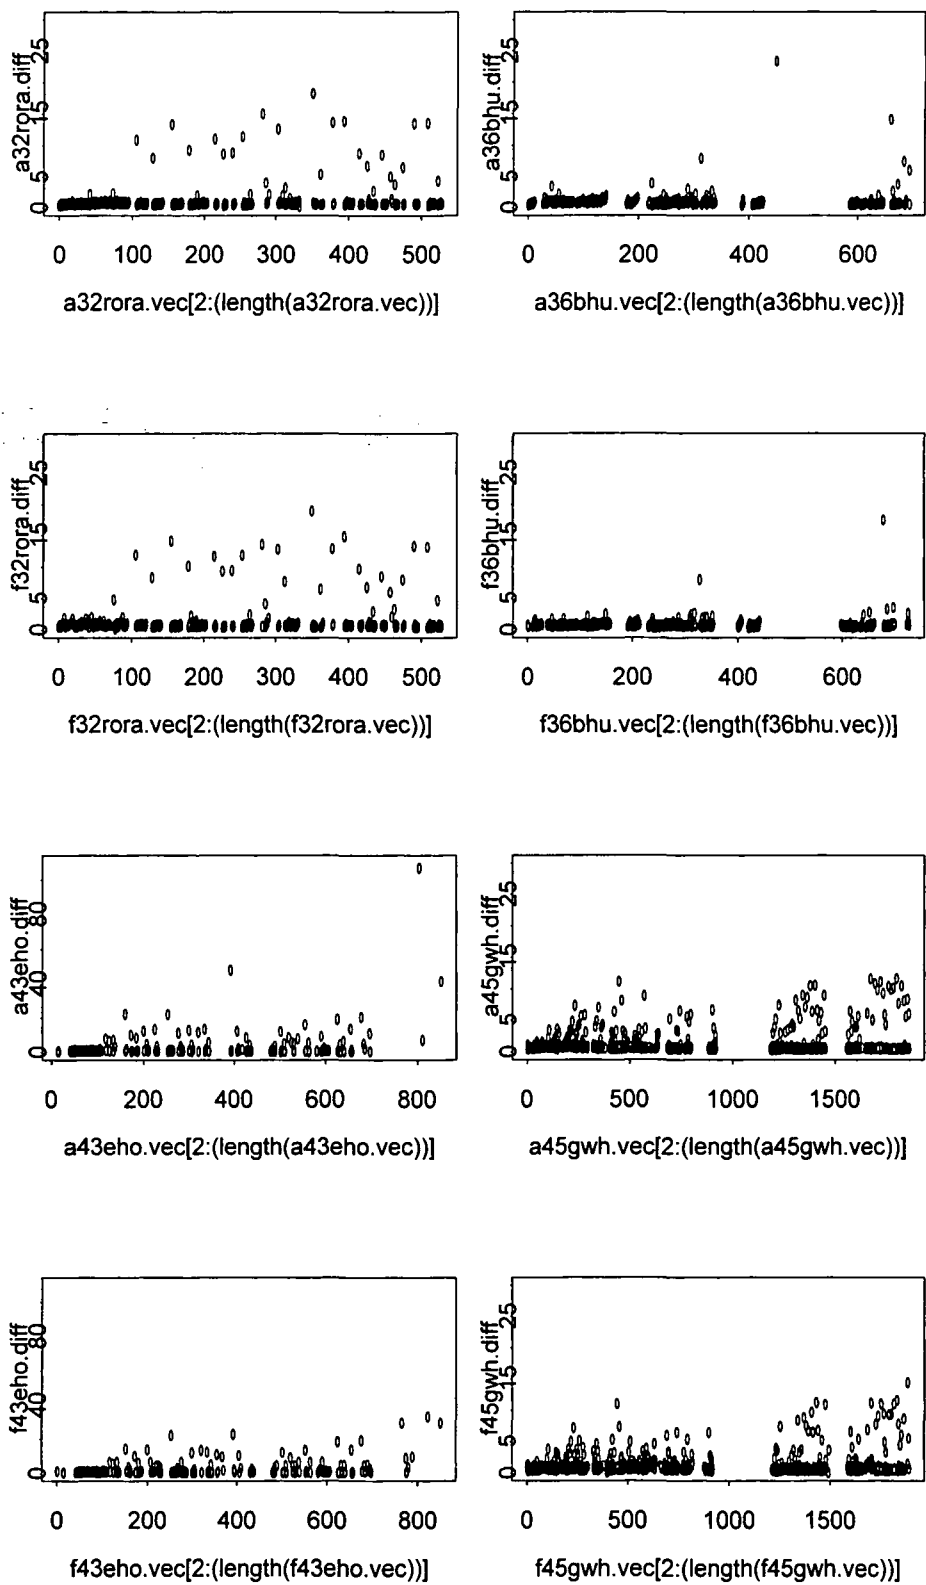 a32rora.diff
0 5 15 25
0 100 200 300 400 500
a32rora.vec[2:(length(a32rora.vec))]
a36bhu.diff
0 5 15 25
0 200 400 600
a36bhu.vec[2:(length(a36bhu.vec))]
f32rora.diff
0 5 15 25
0 100 200 300 400 500
f32rora.vec[2:(length(f32rora.vec))]
f36bhu.diff
0 5 15 25
0 200 400 600
f36bhu.vec[2:(length(f36bhu.vec))]
a43eho.diff
0 40 80
0 200 400 600 800
a43eho.vec[2:(length(a43eho.vec))]
a45gwh.diff
0 5 15 25
0 500 1000 1500
a45gwh.vec[2:(length(a45gwh.vec))]
f43eho.diff
0 40 80
0 200 400 600 800
f43eho.vec[2:(length(f43eho.vec))]
f45gwh.diff
0 5 15 25
0 500 1000 1500
f45gwh.vec[2:(length(f45gwh.vec))]